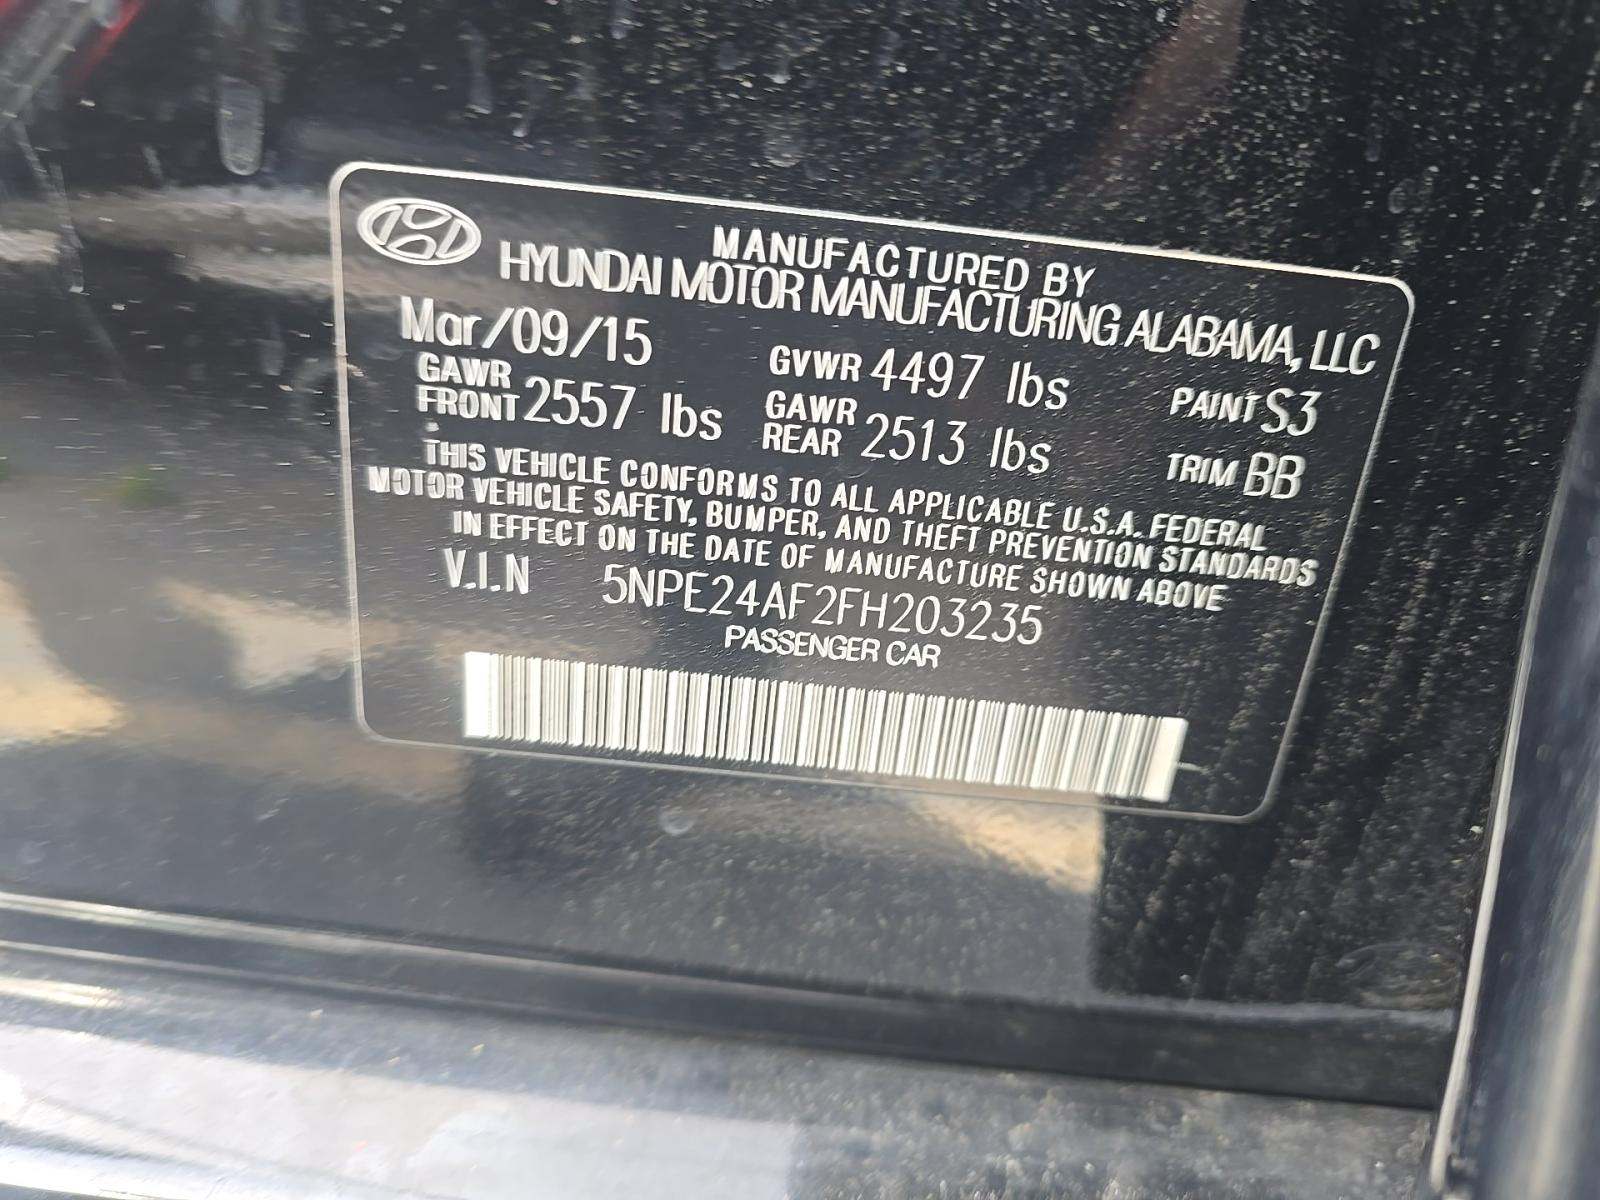 MANUFACTURED BY
HYUNDAI MOTOR MANUFACTURING ALABAMA, LLC
Mar/09/15 GVWR 4497 lbs PAINT S3
GAWR FRONT 2557 lbs GAWR REAR 2513 lbs TRIM BB
THIS VEHICLE CONFORMS TO ALL APPLICABLE U.S.A. FEDERAL
MOTOR VEHICLE SAFETY, BUMPER, AND THEFT PREVENTION STANDARDS
IN EFFECT ON THE DATE OF MANUFACTURE SHOWN ABOVE
V.I.N 5NPE24AF2FH203235
PASSENGER CAR